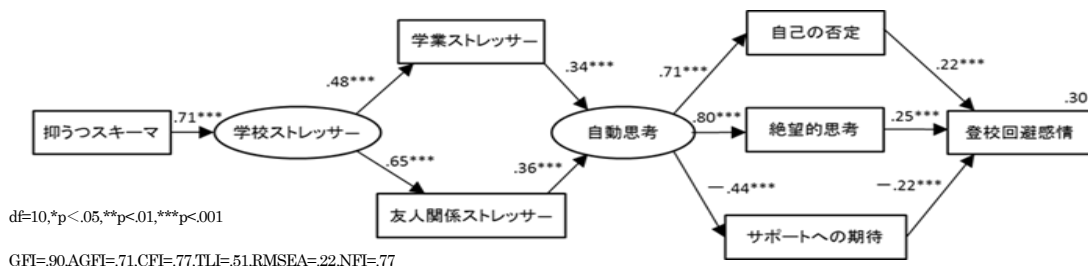 自己の否定
学業ストレッサー
.22***
.34***
.71***
.48***
.30
.71***
抑うつスキーマ
学校ストレッサー
自動思考
.80***
絶望的思考
.25***
登校回避感情
.65***
.36***
－.44***
－.22***
友人関係ストレッサー
サポートへの期待
df=10,*p<.05,**p<.01,***p<.001
GFI=.90,AGFI=.71,CFI=.77,TLI=.51,RMSEA=.22,NFI=.77